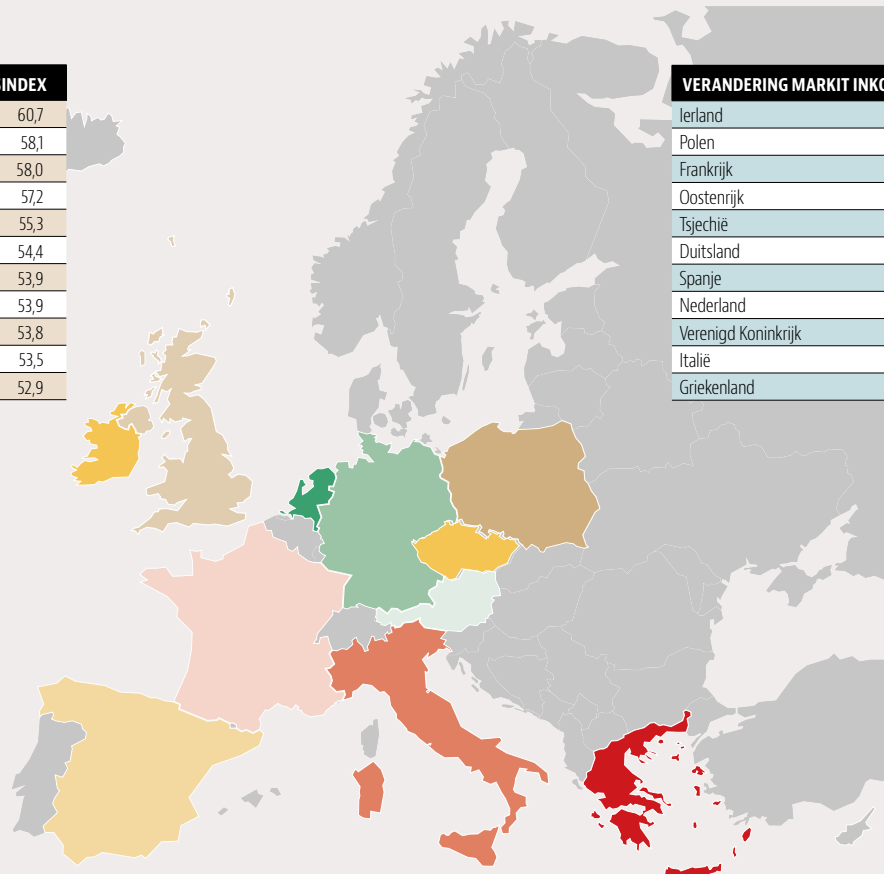 SINDEX
60,7
58,1
58,0
57,2
55,3
54,4
53,9
53,9
53,8
53,5
52,9
VERANDERING MARKIT INKO
Ierland
Polen
Frankrijk
Oostenrijk
Tsjechië
Duitsland
Spanje
Nederland
Verenigd Koninkrijk
Italië
Griekenland